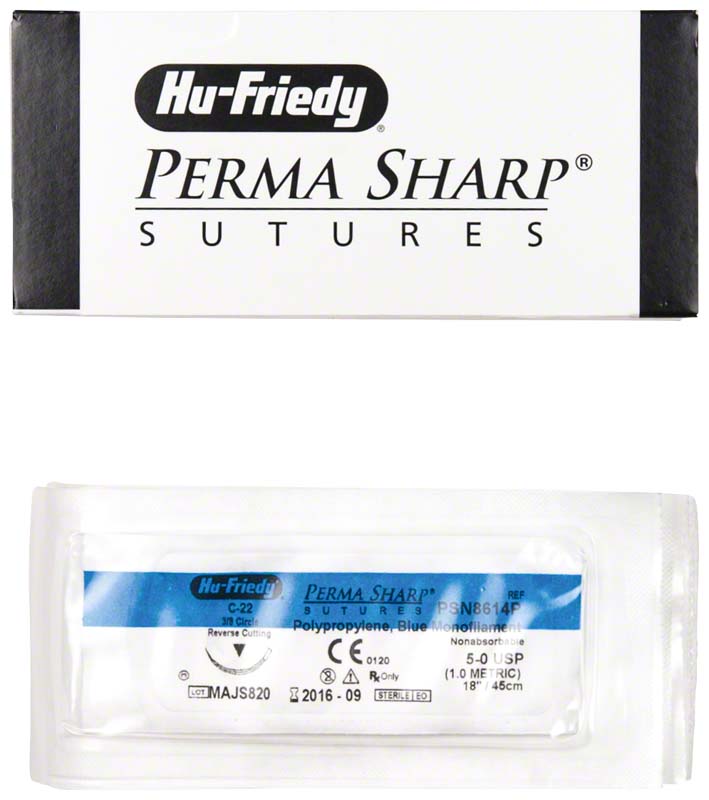 Hu-Friedy®
PERMA SHARP®
SUTURES
Hu-Friedy
PERMA SHARP®
REF
C-22
SUTURES
PSN8614P
3/8 Circle
Polypropylene, Blue Monofilament
Reverse Cutting
Nonabsorbable
CE 0120
5-0 USP
(1.0 METRIC)
Rx Only
18" / 45cm
LOT MAJS820
2016 - 09
STERILE EO